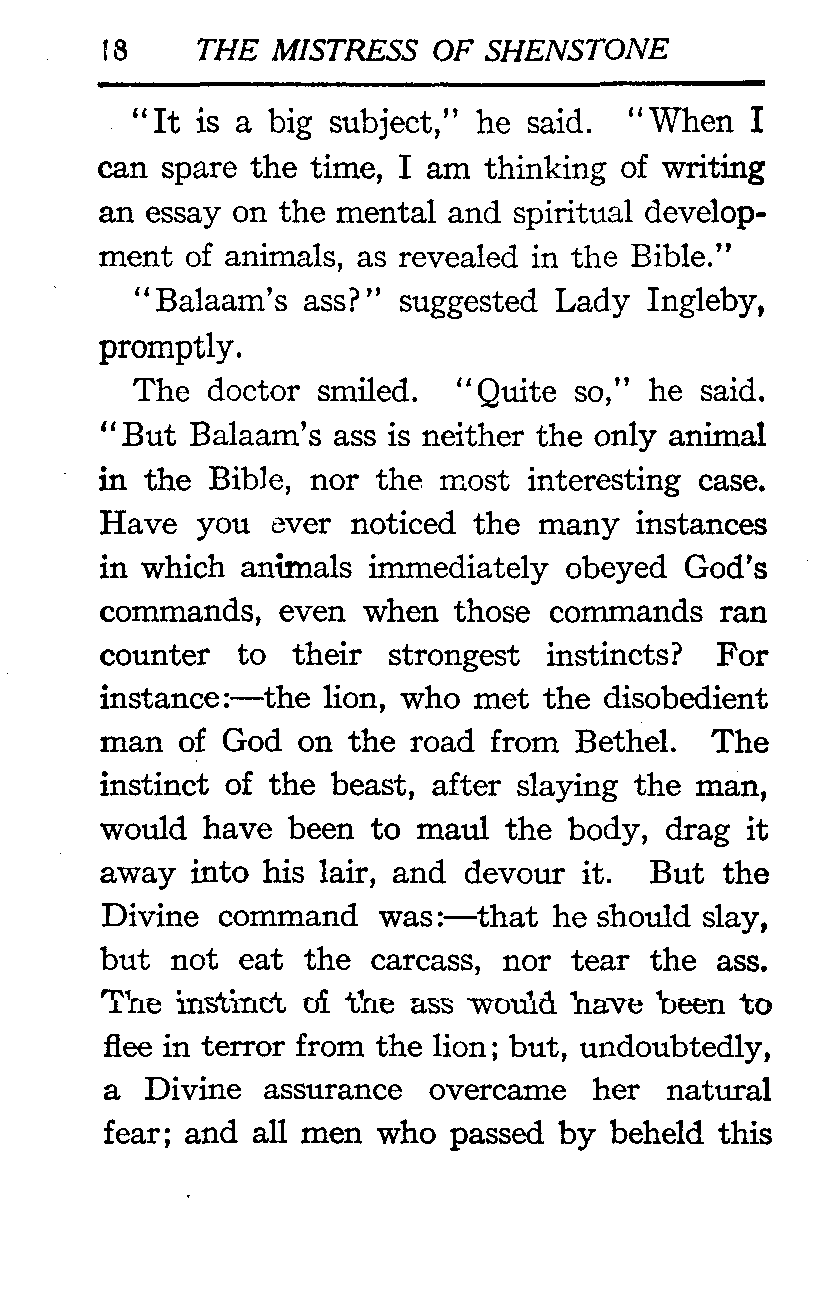 18 THE MISTRESS OF SHENSTONE
"It is a big subject," he said. "When I
can spare the time, I am thinking of writing
an essay on the mental and spiritual develop-
ment of animals, as revealed in the Bible."
"Balaam's ass?" suggested Lady Ingleby,
promptly.
The doctor smiled. "Quite so," he said.
"But Balaam's ass is neither the only animal
in the Bible, nor the most interesting case.
Have you ever noticed the many instances
in which animals immediately obeyed God's
commands, even when those commands ran
counter to their strongest instincts? For
instance:—the lion, who met the disobedient
man of God on the road from Bethel. The
instinct of the beast, after slaying the man,
would have been to maul the body, drag it
away into his lair, and devour it. But the
Divine command was:—that he should slay,
but not eat the carcass, nor tear the ass.
The instinct of the ass would have been to
flee in terror from the lion; but, undoubtedly,
a Divine assurance overcame her natural
fear; and all men who passed by beheld this